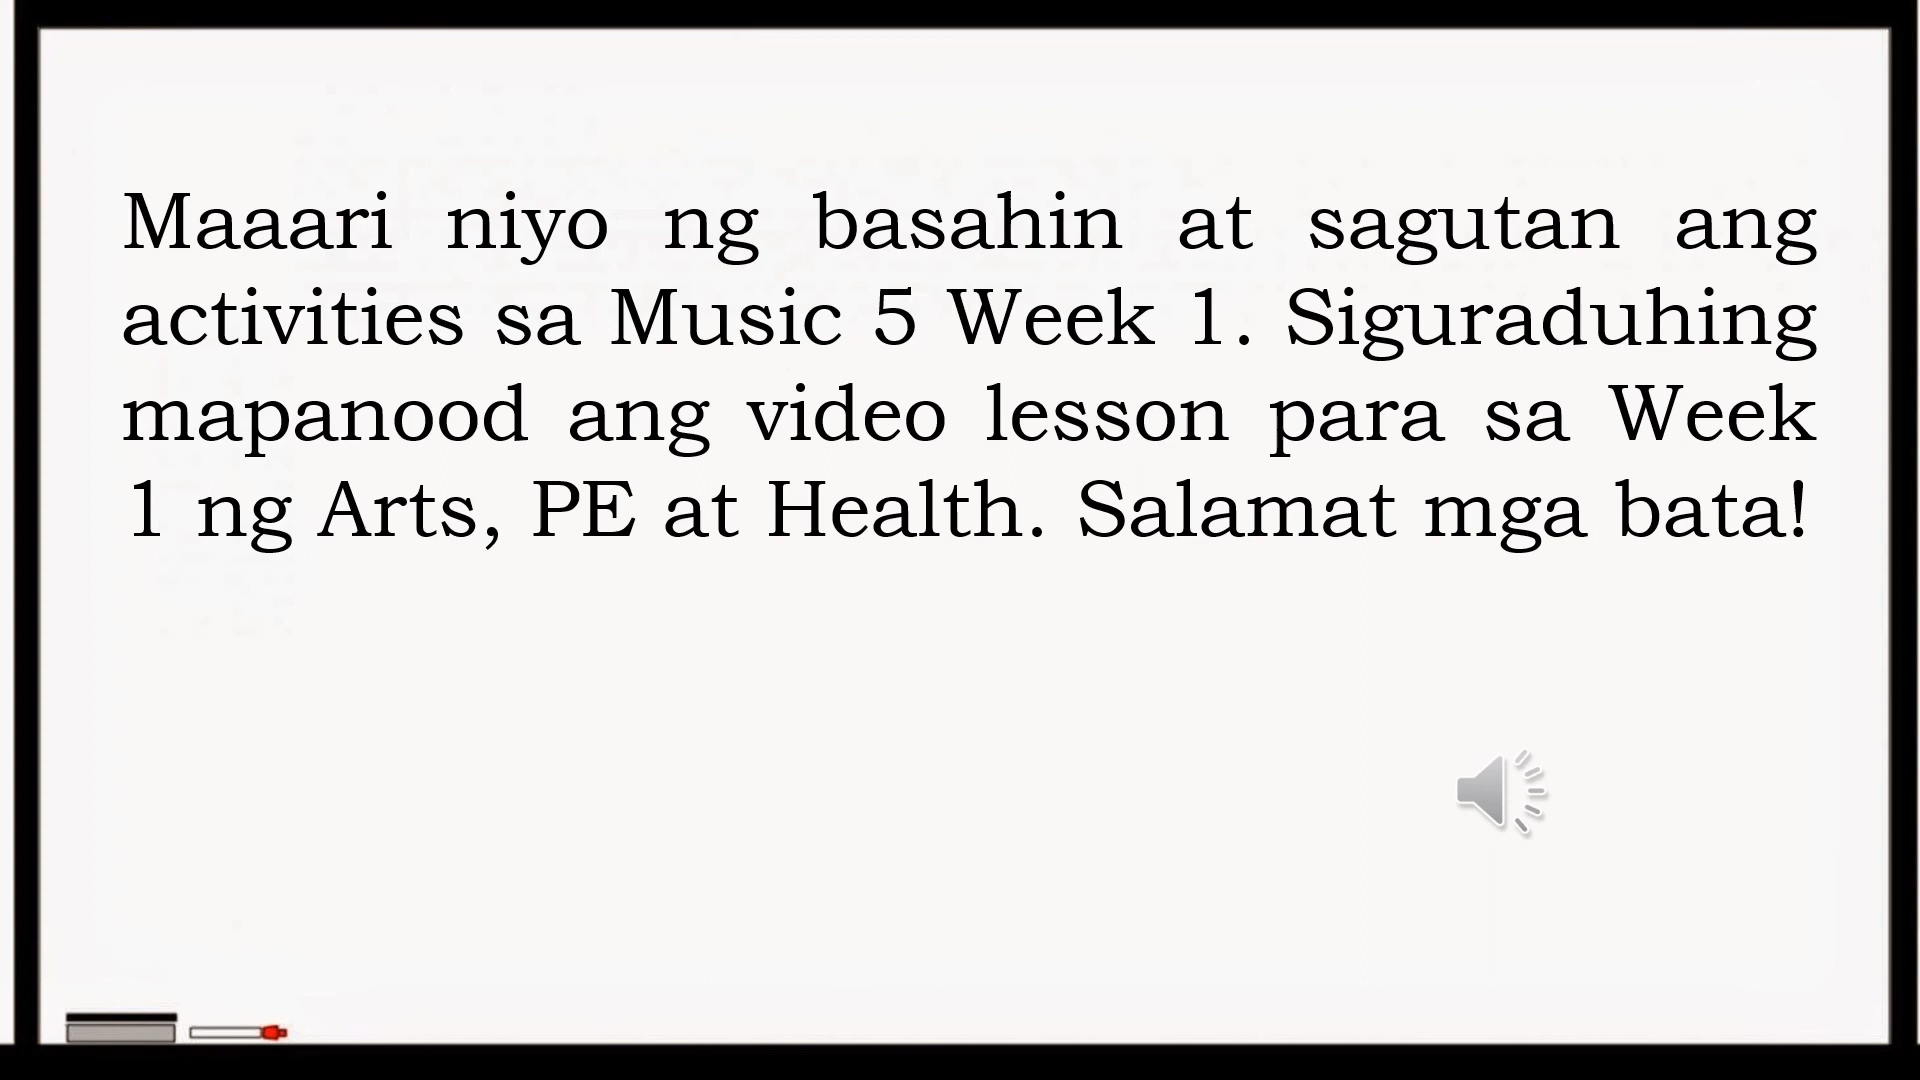 Maaari niyo ng basahin at sagutan ang
activities sa Music 5 Week 1. Siguraduhing
mapanood ang video lesson para sa Week
1 ng Arts, PE at Health. Salamat mga bata!